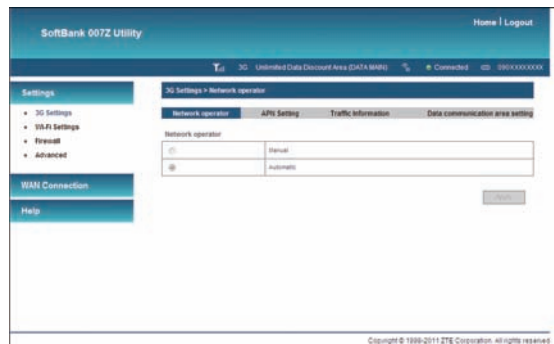 Home | Logout
SoftBank 007Z Utility
3G Unlimited Data Discount Area (DATA MAIN) Connected 080XXXXXXXX
Settings
3G Settings > Network operator
3G Settings
Wi-Fi Settings
Firewall
Advanced
Network operator APN Setting Traffic Information Data communication area setting
Network operator
Manual
Automatic
WAN Connection
Apply
Help
Copyright © 1998-2011 ZTE Corporation. All rights reserved